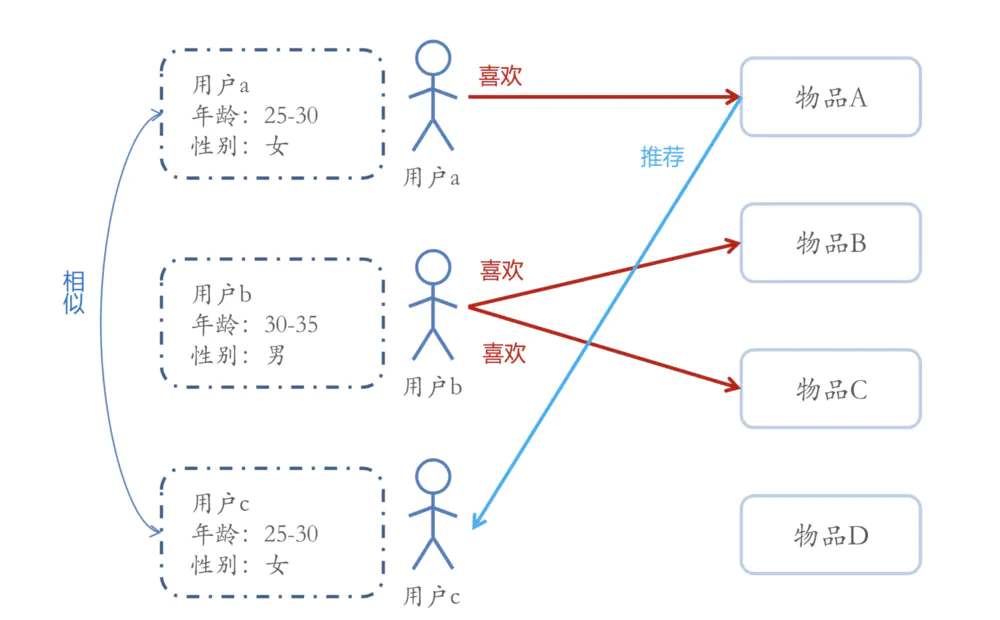 用户a
年龄：25-30
性别：女
用户a
喜欢
物品A
推荐
相似
用户b
年龄：30-35
性别：男
用户b
喜欢
喜欢
物品B
物品C
用户c
年龄：25-30
性别：女
用户c
物品D